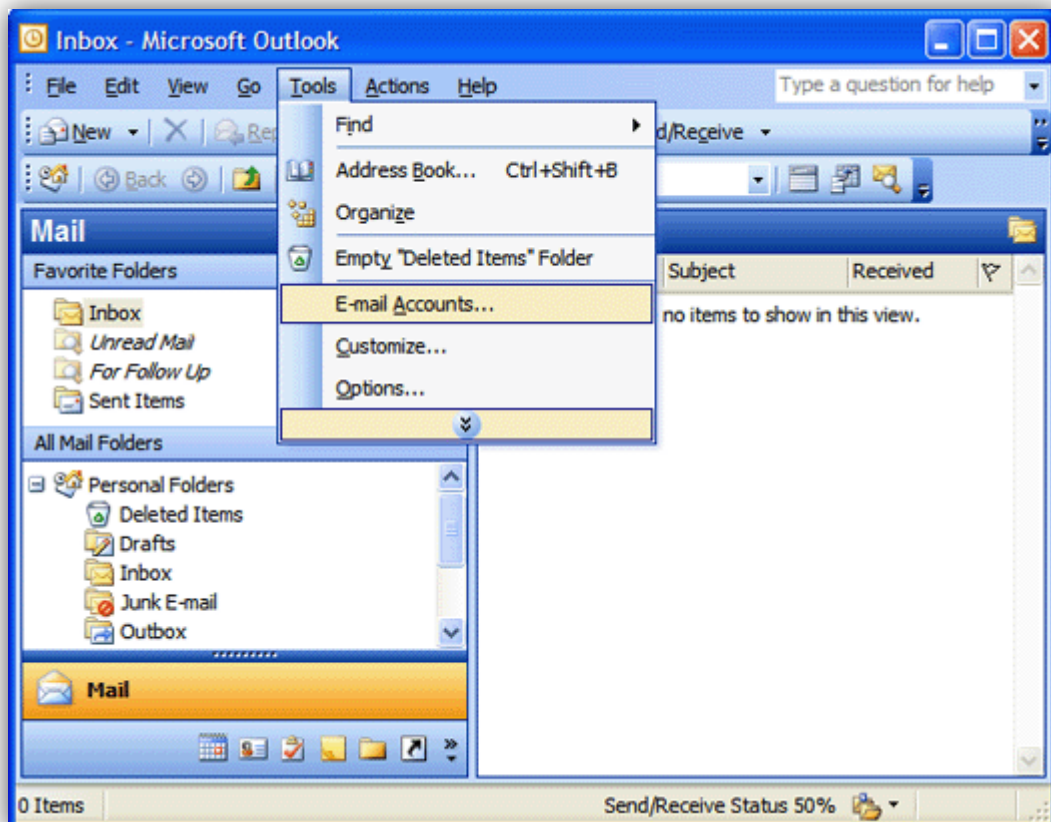 Inbox - Microsoft Outlook
File Edit View Go Tools Actions Help Type a question for help
New Rep d/Receive
Back
Find
Address Book... Ctrl+Shift+B
Organize
Empty "Deleted Items" Folder
E-mail Accounts...
Customize...
Options...
Mail
Favorite Folders
Inbox
Unread Mail
For Follow Up
Sent Items
All Mail Folders
Personal Folders
Deleted Items
Drafts
Inbox
Junk E-mail
Outbox
Mail
Subject Received
no items to show in this view.
0 Items Send/Receive Status 50%